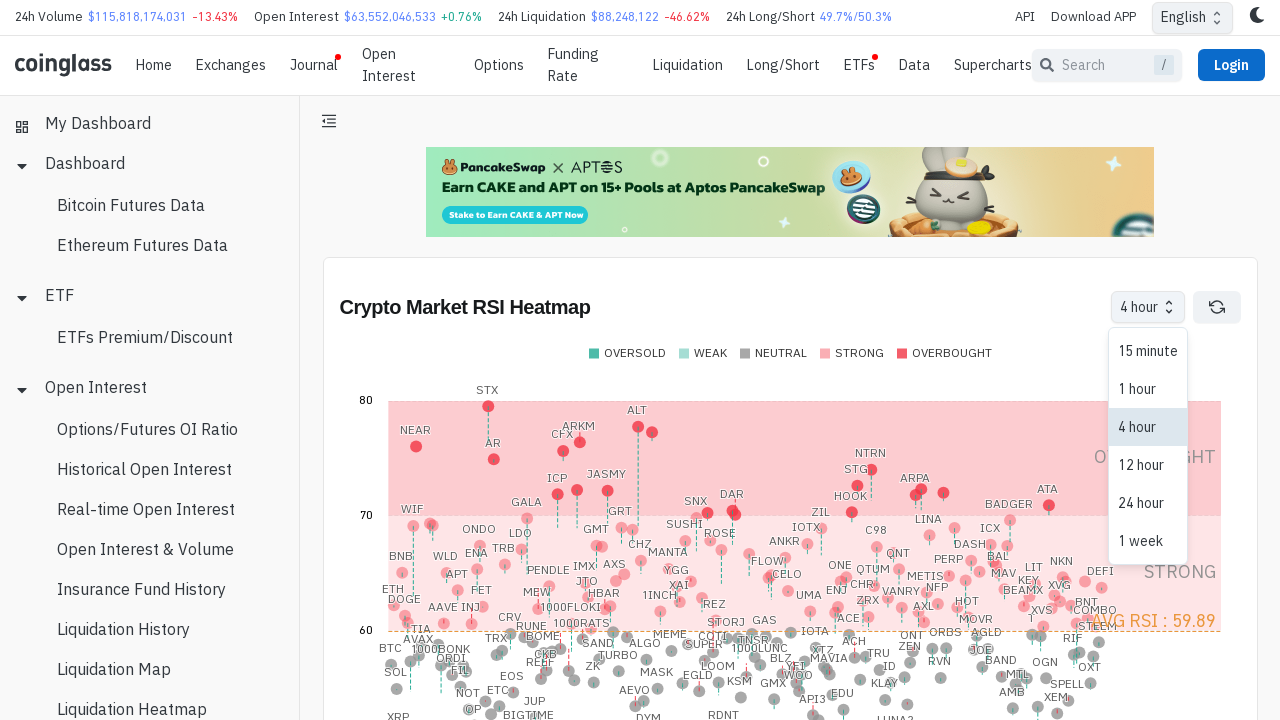 24h Volume $115,818,174,031 -13.43% Open Interest $63,552,046,533 +0.76% 24h Liquidation $88,248,122 -46.62% 24h Long/Short 49.7%/50.3% API Download APP English
coinglass Home Exchanges Journal Open Interest Options Funding Rate Liquidation Long/Short ETFs Data Supercharts Search / Login
My Dashboard
Dashboard
Bitcoin Futures Data
Ethereum Futures Data
ETF
ETFs Premium/Discount
Open Interest
Options/Futures OI Ratio
Historical Open Interest
Real-time Open Interest
Open Interest & Volume
Insurance Fund History
Liquidation History
Liquidation Map
Liquidation Heatmap
PancakeSwap X APTOS
Earn CAKE and APT on 15+ Pools at Aptos PancakeSwap
Stake to Earn CAKE & APT Now
Crypto Market RSI Heatmap
4 hour
15 minute
1 hour
4 hour
12 hour
24 hour
1 week
OVERSOLD WEAK NEUTRAL STRONG OVERBOUGHT
80
STX
NEAR AR CFX ARKM ALT
NTRN
ICP JASMY STG ARPA
GALA SNX DAR HOOK BADGER ATA
70
WIF GRT ZIL
ONDO LDO GMT SUSHI ROSE IOTX C98 LINA ICX
BNB WLD ENA TRB CHZ MANTA ANKR QNT DASH BAL
APT PENDLE IMX AXS YGG FLOW CELO ONE QTUM PERP MAV LIT NKN DEFI
ETH FET MEW JTO HBAR XAI 1INCH UMA ENJ CHR VANRY METIS NFP KEY XVG BEAMX
DOGE AAVE INJ 1000FLOKI REZ ZRX AXL HOT XVS T BNT COMBO
STRONG
AVG RSI : 59.89
60
TIA CRV RUNE 1000RATS STORJ GAS IOTA ACE MOVR STEEM
BTC AVAX 1000BONK TRX BOME SAND ALGO MEME SUPER COTI TNSR 1000LUNC XTZ ACH ONT ZEN ORBS AGLD JOE RIF
SOL ORDI FIL REEF CKB ZK TURBO MASK LOOM BLZ YFI MAVIA TRU RVN BAND OGN OXT
NOT ETC EOS AEVO EGLD KSM GMX WOO ID KLAY MTL SPELL
OP JUP API3 EDU AMB XEM
XRP BIGTIME DYM RDNT LUNA2